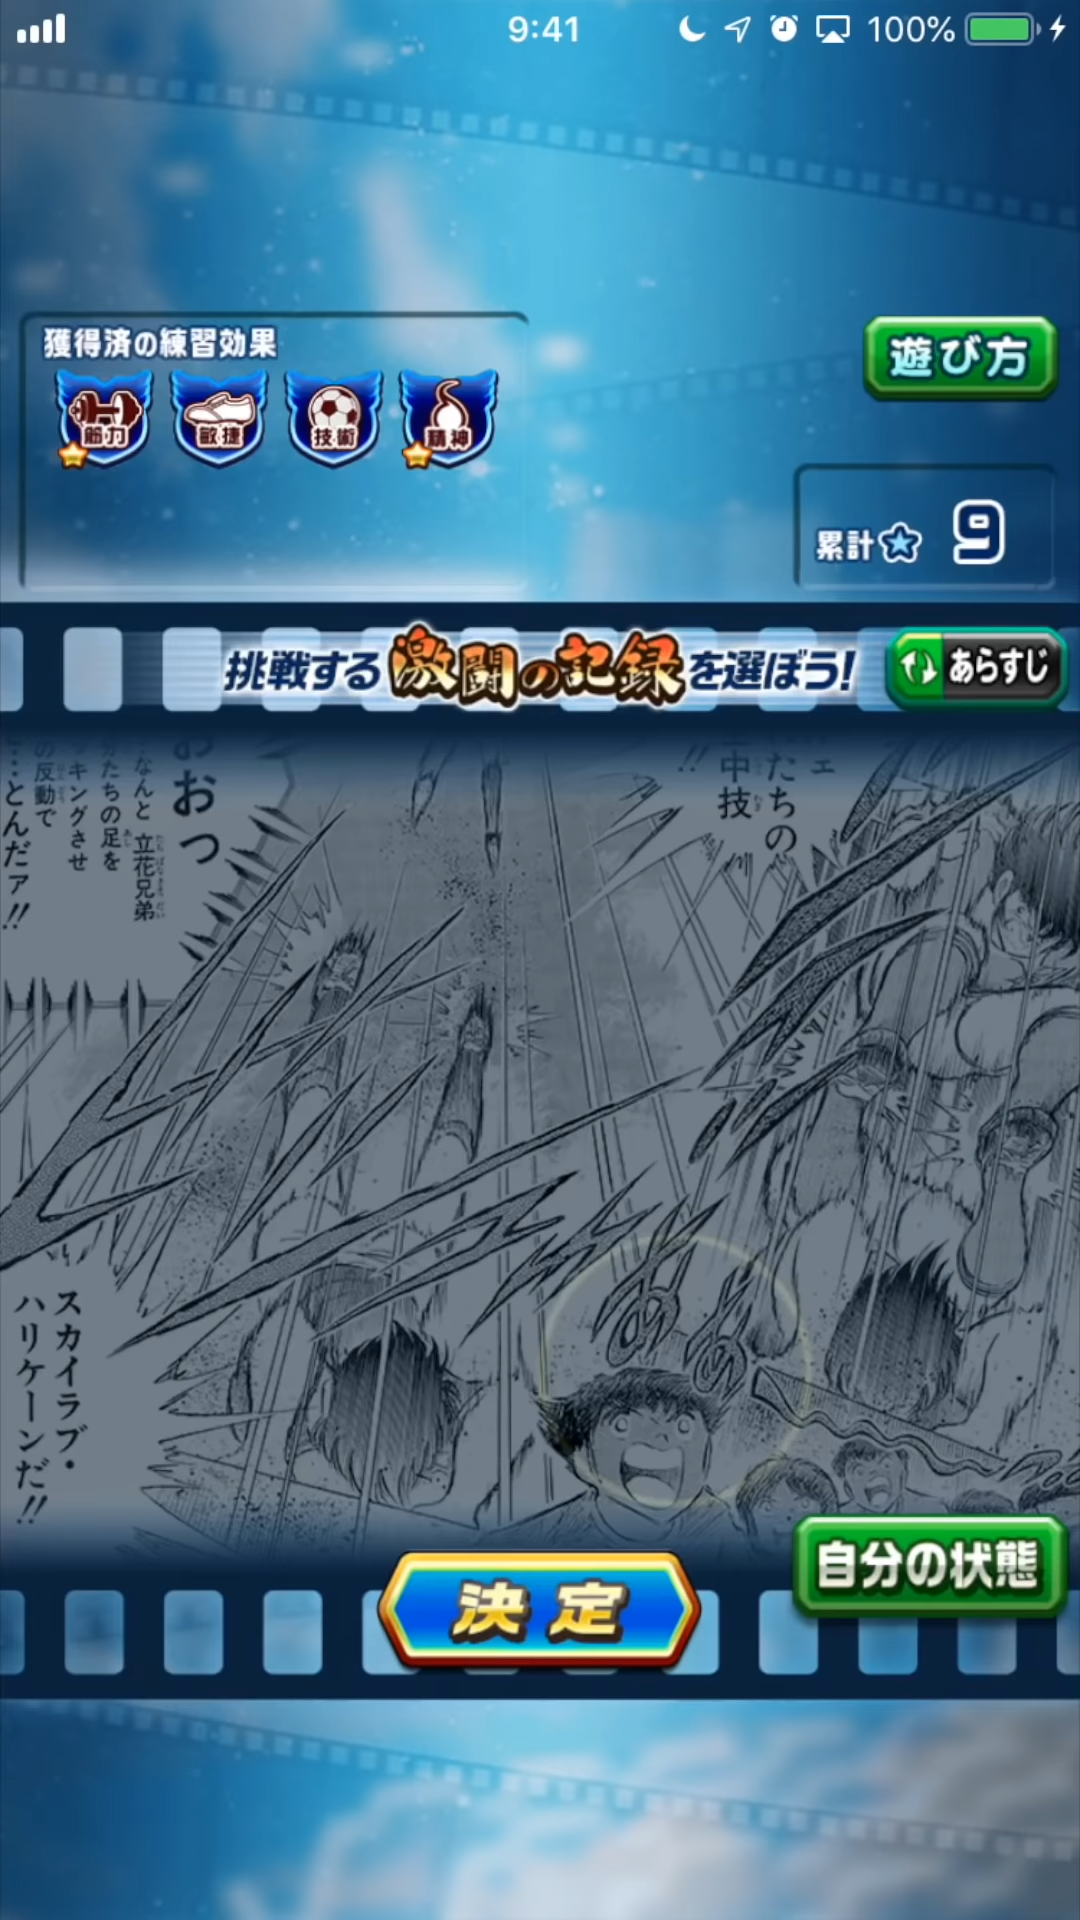 9:41
100%
獲得済の練習効果
遊び方
筋力
敏捷
技術
精神
累計
9
挑戦する激闘の記録を選ぼう!
あらすじ
たちの
中技
!!
おおっ
なんと 立花兄弟
たちの足を
キングさせ
の反動で
…とんだァ!!
スカイラブ・
ハリケーンだ!!
自分の状態
決定